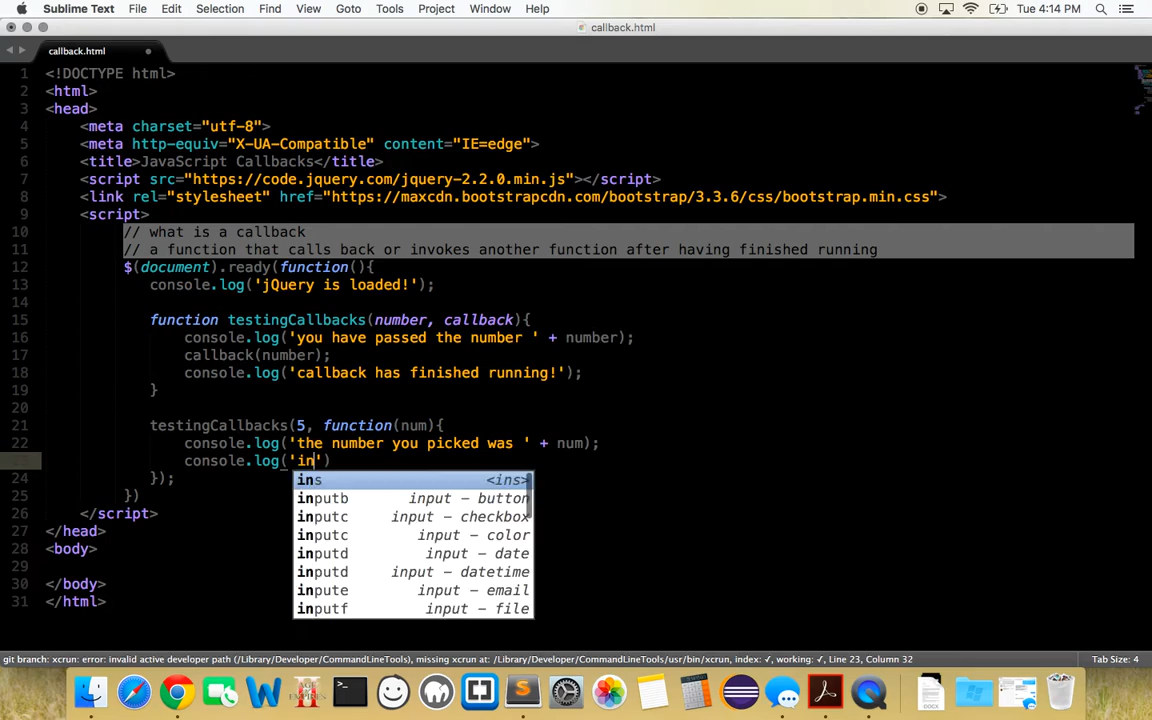 Sublime Text File Edit Selection Find View Goto Tools Project Window Help Tue 4:14 PM
callback.html
callback.html
1 <!DOCTYPE html>
2 <html>
3 <head>
4 <meta charset="utf-8">
5 <meta http-equiv="X-UA-Compatible" content="IE=edge">
6 <title>JavaScript Callbacks</title>
7 <script src="https://code.jquery.com/jquery-2.2.0.min.js"></script>
8 <link rel="stylesheet" href="https://maxcdn.bootstrapcdn.com/bootstrap/3.3.6/css/bootstrap.min.css">
9 <script>
10 // what is a callback
11 // a function that calls back or invokes another function after having finished running
12 $(document).ready(function(){
13 console.log('jQuery is loaded!');
14
15 function testingCallbacks(number, callback){
16 console.log('you have passed the number ' + number);
17 callback(number);
18 console.log('callback has finished running!');
19 }
20
21 testingCallbacks(5, function(num){
22 console.log('the number you picked was ' + num);
23 console.log('in')
24 });
ins <ins>
25 })
inputb input – button
26 </script>
inputc input – checkbox
27 </head>
inputc input – color
28 <body>
inputd input – date
29
inputd input – datetime
30 </body>
inpute input – email
31 </html>
inputf input – file
git branch: xcrun: error: invalid active developer path (/Library/Developer/CommandLineTools), missing xcrun at: /Library/Developer/CommandLineTools/usr/bin/xcrun, index: ✓, working: ✓, Line 23, Column 32 Tab Size: 4